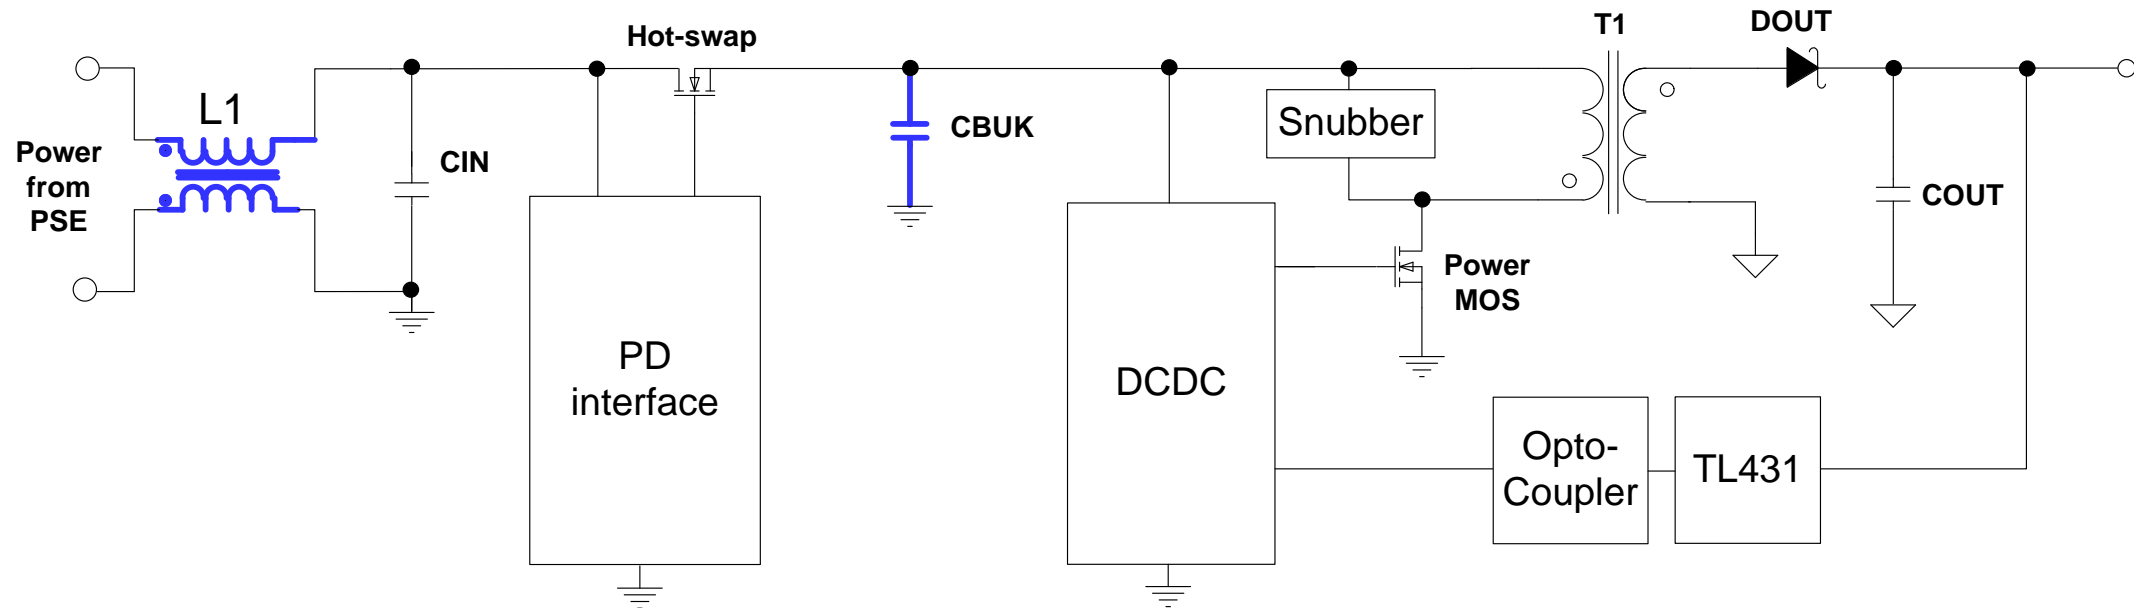 Hot-swap
T1
DOUT
L1
Power
from
PSE
CIN
CBUK
Snubber
COUT
Power
MOS
PD
interface
DCDC
Opto-
Coupler
TL431